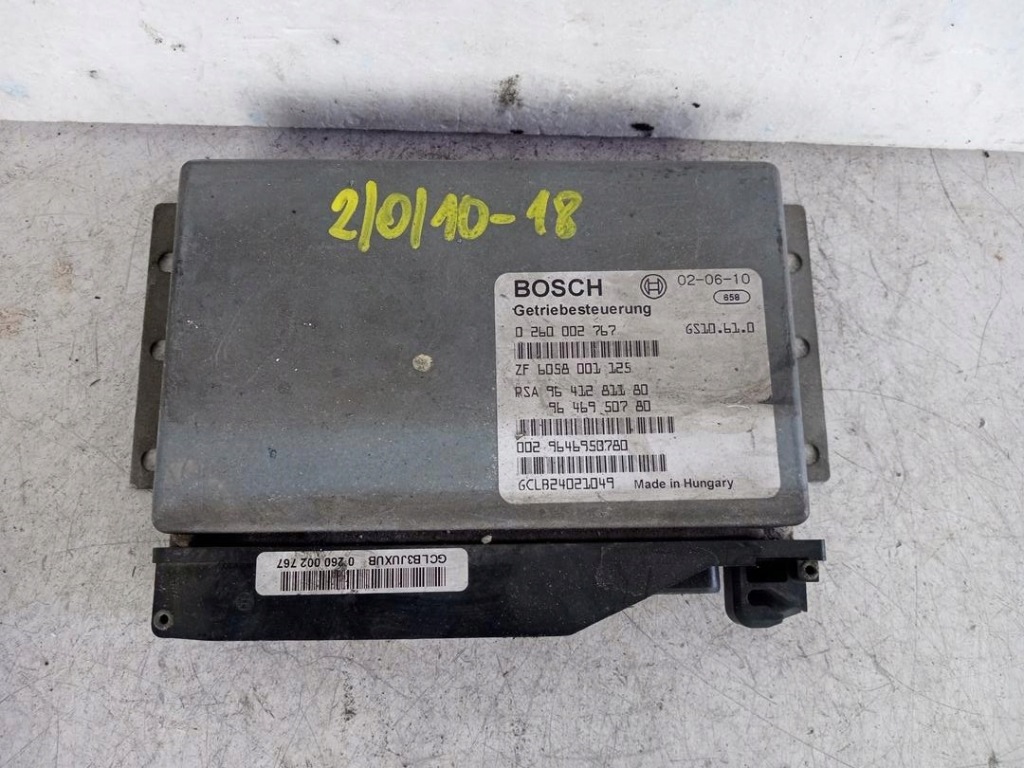 2/0/10-18
BOSCH 02-06-10
858
Getriebesteuerung
0 260 002 767 GS10.61.0
ZF 6058 001 125
PSA 96 412 811 80
96 469 507 80
002 9646950780
GCLB24021049 Made in Hungary
GCLB3JUXUB 0 260 002 767